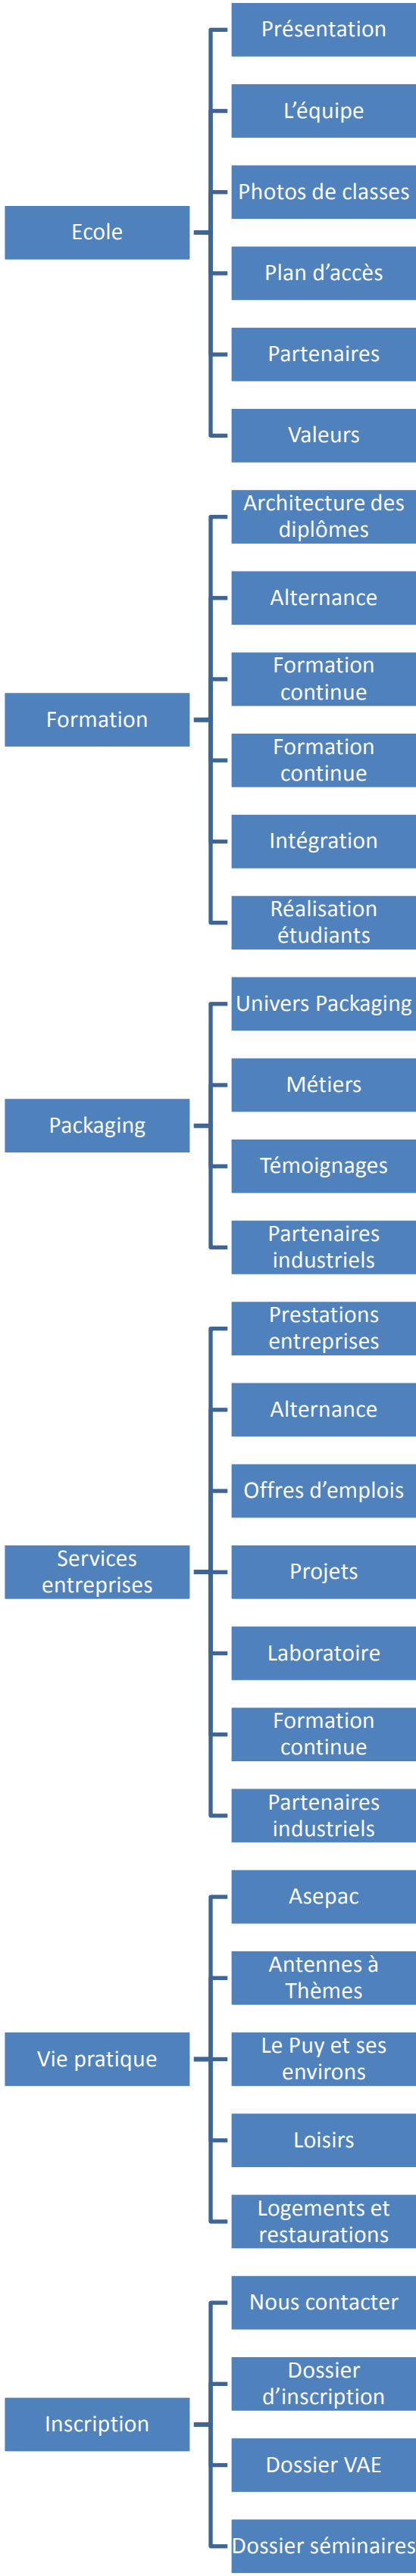 Ecole
Présentation
L'équipe
Photos de classes
Plan d'accès
Partenaires
Valeurs
Formation
Architecture des
diplômes
Alternance
Formation
continue
Formation
continue
Intégration
Réalisation
étudiants
Packaging
Univers Packaging
Métiers
Témoignages
Partenaires
industriels
Services
entreprises
Prestations
entreprises
Alternance
Offres d'emplois
Projets
Laboratoire
Formation
continue
Partenaires
industriels
Vie pratique
Asepac
Antennes à
Thèmes
Le Puy et ses
environs
Loisirs
Logements et
restaurations
Inscription
Nous contacter
Dossier
d'inscription
Dossier VAE
Dossier séminaires